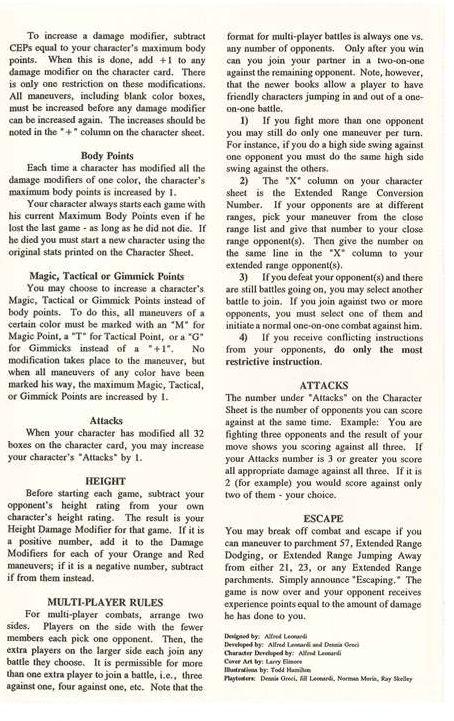 To increase a damage modifier, subtract
CEPs equal to your character's maximum body
points. When this is done, add +1 to any
damage modifier on the character card. There
is only one restriction on these modifications.
All maneuvers, including blank color boxes,
must be increased before any damage modifier
can be increased again. The increases should be
noted in the "+" column on the character sheet.
Body Points
Each time a character has modified all the
damage modifiers of one color, the character's
maximum body points is increased by 1.
Your character always starts each game with
his current Maximum Body Points even if he
lost the last game - as long as he did not die. If
he died you must start a new character using the
original stats printed on the Character Sheet.
Magic, Tactical or Gimmick Points
You may choose to increase a character's
Magic, Tactical or Gimmick Points instead of
body points. To do this, all maneuvers of a
certain color must be marked with an "M" for
Magic Point, a "T" for Tactical Point, or a "G"
for Gimmicks instead of a "+1". No
modification takes place to the maneuver, but
when all maneuvers of any color have been
marked his way, the maximum Magic, Tactical,
or Gimmick Points are increased by 1.
Attacks
When your character has modified all 32
boxes on the character card, you may increase
your character's "Attacks" by 1.
HEIGHT
Before starting each game, subtract your
opponent's height rating from your own
character's height rating. The result is your
Height Damage Modifier for that game. If it is
a positive number, add it to the Damage
Modifiers for each of your Orange and Red
maneuvers; if it is a negative number, subtract
if from them instead.
MULTI-PLAYER RULES
For multi-player combats, arrange two
sides. Players on the side with the fewer
members each pick one opponent. Then, the
extra players on the larger side each join any
battle they choose. It is permissible for more
than one extra player to join a battle, i.e., three
against one, four against one, etc. Note that the
format for multi-player battles is always one vs.
any number of opponents. Only after you win
can you join your partner in a two-on-one
against the remaining opponent. Note, however,
that the newer books allow a player to have
friendly characters jumping in and out of a one-
on-one battle.
1) If you fight more than one opponent
you may still do only one maneuver per turn.
For instance, if you do a high side swing against
one opponent you must do the same high side
swing against the others.
2) The "X" column on your character
sheet is the Extended Range Conversion
Number. If your opponents are at different
ranges, pick your maneuver from the close
range list and give that number to your close
range opponent(s). Then give the number on
the same line in the "X" column to your
extended range opponent(s).
3) If you defeat your opponent(s) and there
are still battles going on, you may select another
battle to join. If you join against two or more
opponents, you must select one of them and
initiate a normal one-on-one combat against him.
4) If you receive conflicting instructions
from your opponents, do only the most
restrictive instruction.
ATTACKS
The number under "Attacks" on the Character
Sheet is the number of opponents you can score
against at the same time. Example: You are
fighting three opponents and the result of your
move shows you scoring against all three. If
your Attacks number is 3 or greater you score
all appropriate damage against all three. If it is
2 (for example) you would score against only
two of them - your choice.
ESCAPE
You may break off combat and escape if you
can maneuver to parchment 57, Extended Range
Dodging, or Extended Range Jumping Away
from either 21, 23, or any Extended Range
parchments. Simply announce "Escaping." The
game is now over and your opponent receives
experience points equal to the amount of damage
he has done to you.
Designed by: Alfred Leonardi
Developed by: Alfred Leonardi and Dennis Greci
Character Developed by: Alfred Leonardi
Cover Art by: Larry Elmore
Illustrations by: Todd Hamilton
Playtesters: Dennis Greci, Jill Leonardi, Norman Morin, Ray Skelley